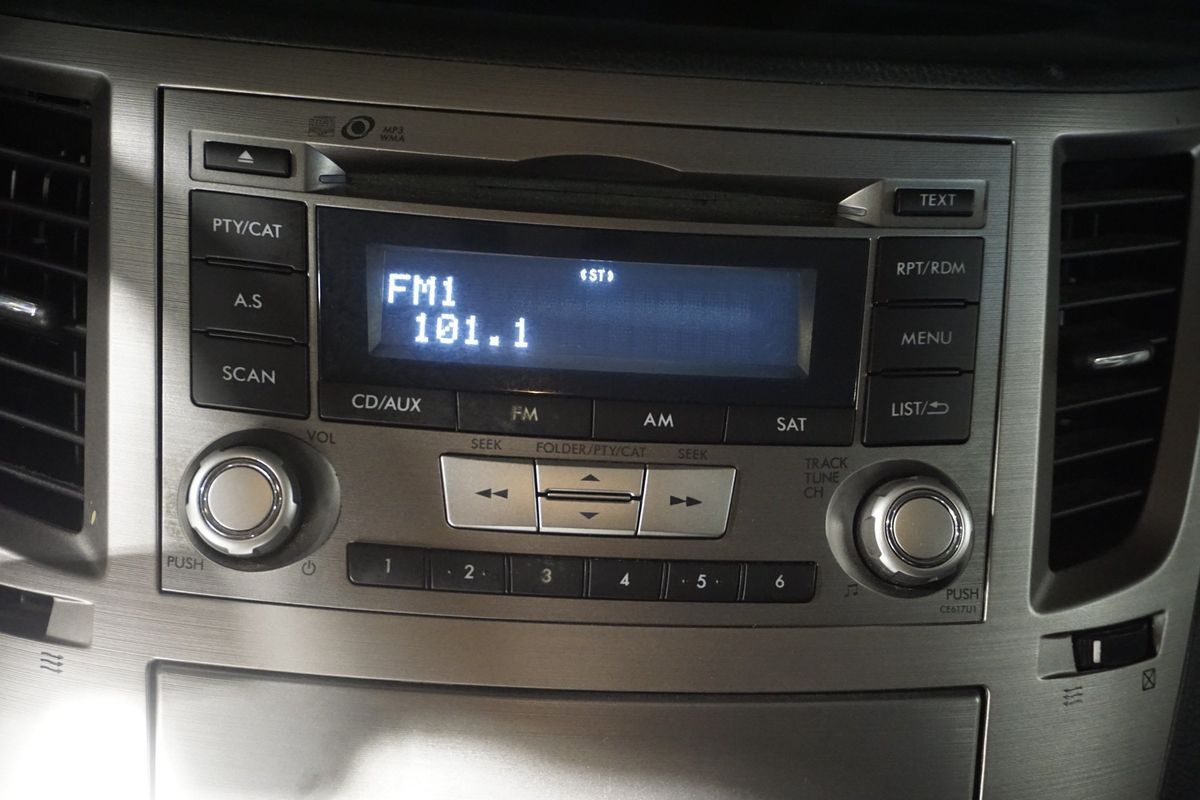 MP3
WMA
TEXT
PTY/CAT
A.S
SCAN
ST
FM1
101.1
RPT/RDM
MENU
LIST/
CD/AUX
FM
AM
SAT
VOL
SEEK
FOLDER/PTY/CAT
SEEK
TRACK
TUNE
CH
PUSH
1
2
3
4
5
6
PUSH
CE617U1